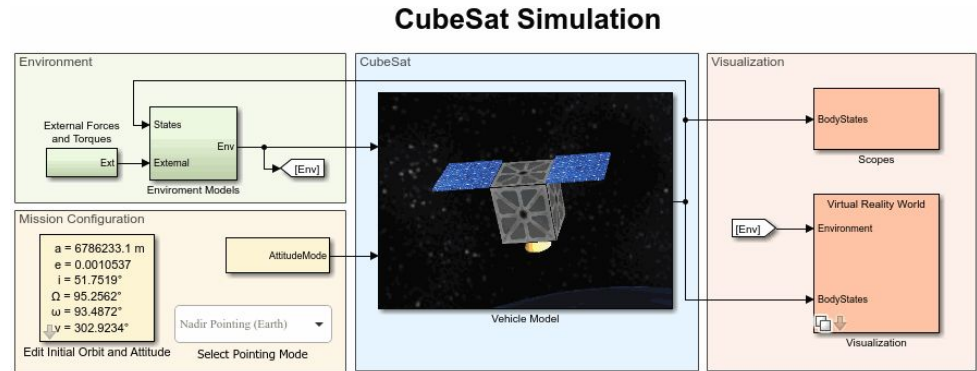 CubeSat Simulation
Environment
External Forces
and Torques
Ext
States
External
Env
Enviroment Models
[Env]
Mission Configuration
a = 6786233.1 m
e = 0.0010537
i = 51.7519°
Ω = 95.2562°
ω = 93.4872°
v = 302.9234°
Edit Initial Orbit and Attitude
AttitudeMode
Nadir Pointing (Earth)
Select Pointing Mode
CubeSat
Vehicle Model
Visualization
BodyStates
Scopes
Virtual Reality World
[Env]
Environment
BodyStates
Visualization